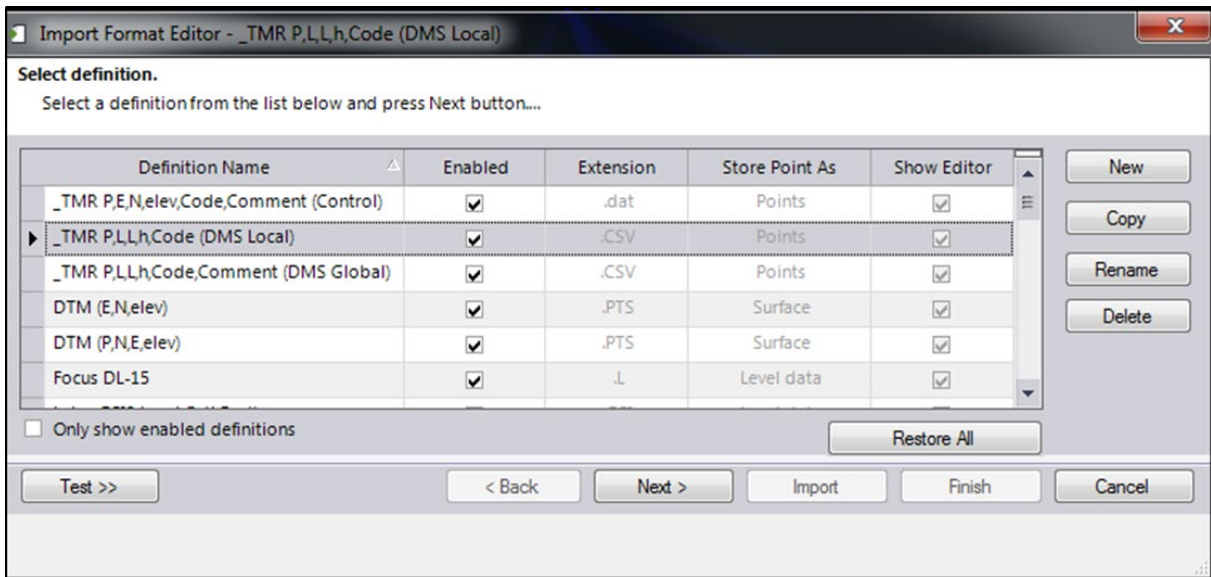 Import Format Editor - _TMR P,L,L,h,Code (DMS Local)
Select definition.
Select a definition from the list below and press Next button....
Definition Name Enabled Extension Store Point As Show Editor
_TMR P,E,N,elev,Code,Comment (Control) .dat Points
_TMR P,L,L,h,Code (DMS Local) .CSV Points
_TMR P,L,L,h,Code,Comment (DMS Global) .CSV Points
DTM (E,N,elev) .PTS Surface
DTM (P,N,E,elev) .PTS Surface
Focus DL-15 .L Level data
New
Copy
Rename
Delete
Only show enabled definitions
Restore All
Test >> < Back Next > Import Finish Cancel